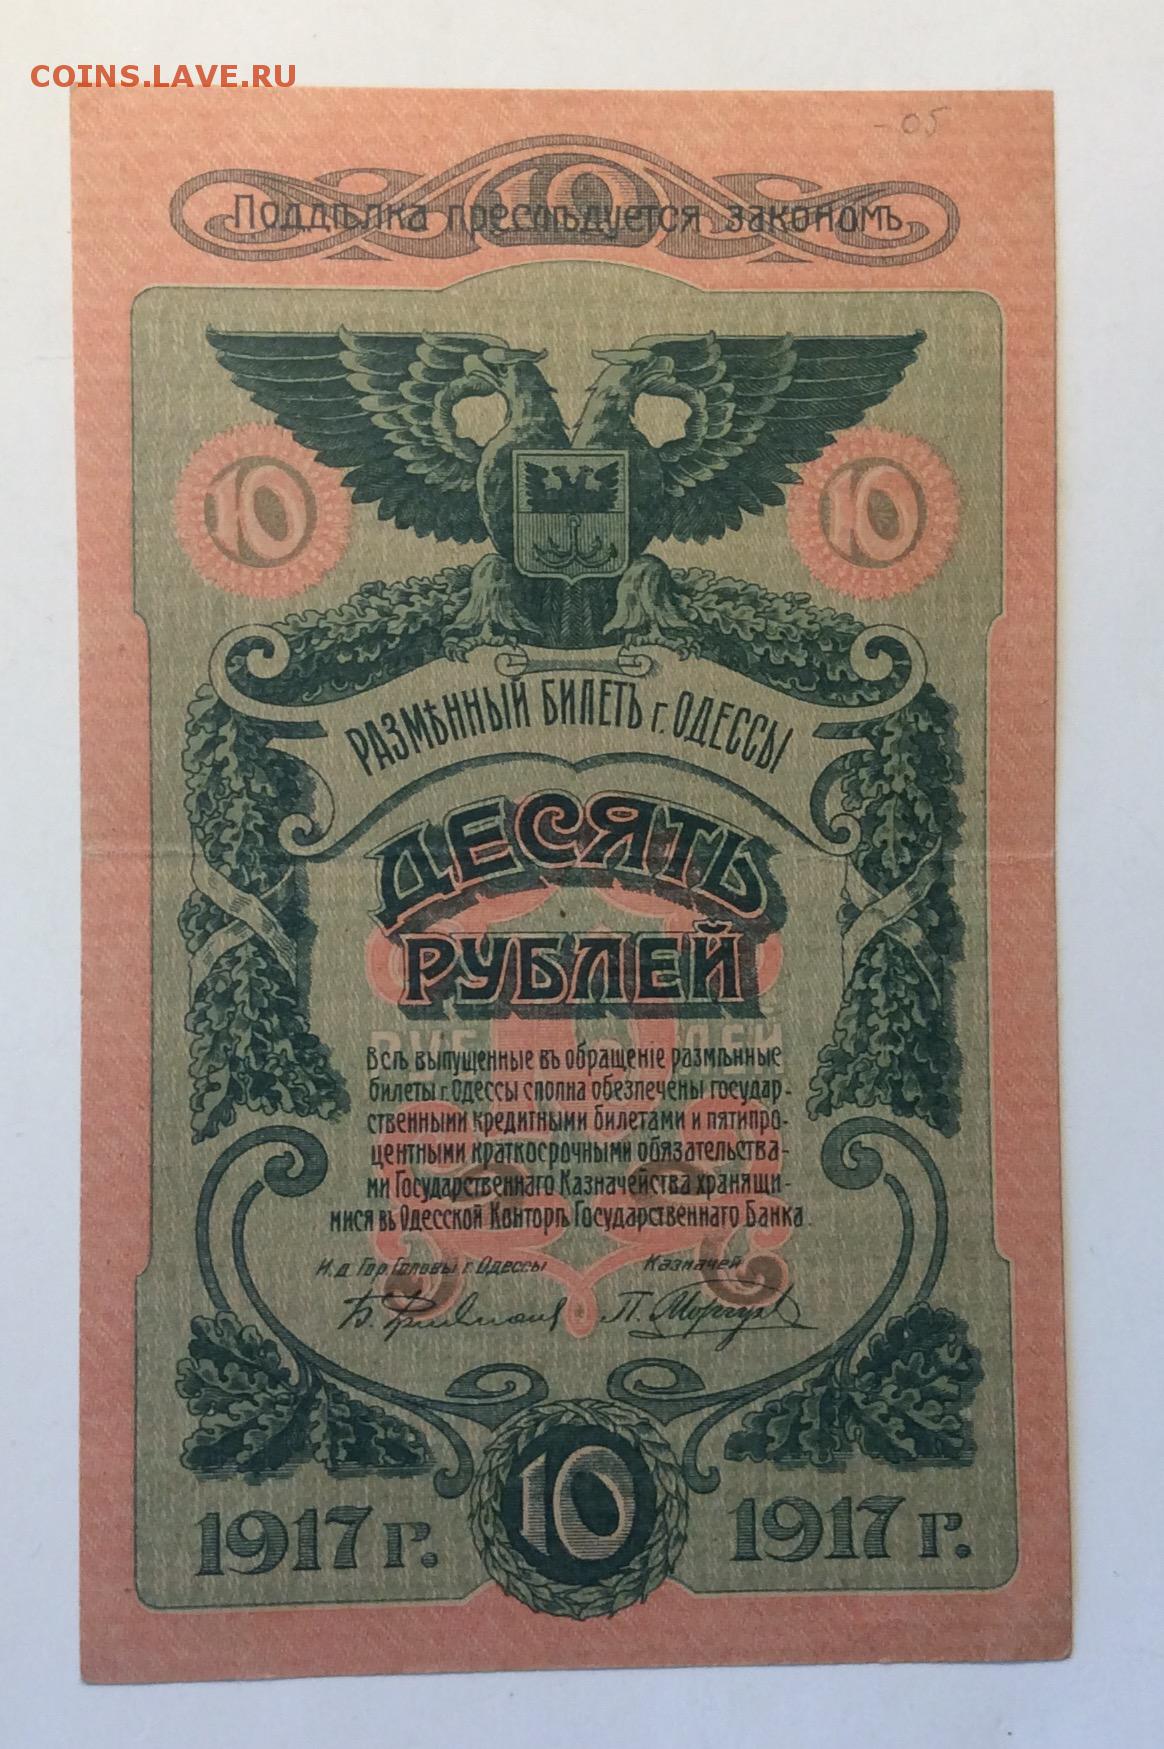 COINS.LAVE.RU
- 05
10
Поддѣлка преслѣдуется закономъ.
10 10
РАЗМѢННЫЙ БИЛЕТЪ г. ОДЕССЫ
ДЕСЯТЬ
РУБЛЕЙ
Всѣ выпущенные въ обращеніе размѣнные
билеты г. Одессы сполна обезпечены государ-
ственными кредитными билетами и пятипро-
центными краткосрочными обязательства-
ми Государственнаго Казначейства хранящи-
мися въ Одесской Конторѣ Государственнаго Банка.
И. д. Гор. Головы г. Одессы Казначей
10
1917 г. 1917 г.